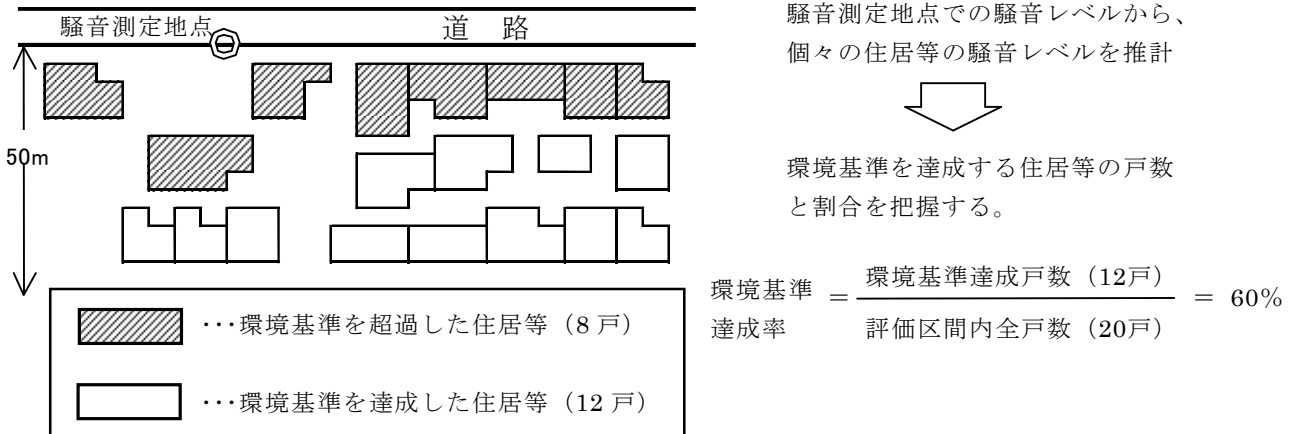 騒音測定地点
道 路
50m
・・・環境基準を超過した住居等（8 戸）
・・・環境基準を達成した住居等（12 戸）
騒音測定地点での騒音レベルから、
個々の住居等の騒音レベルを推計
環境基準を達成する住居等の戸数
と割合を把握する。
環境基準
達成率
=
環境基準達成戸数（12戸）
評価区間内全戸数（20戸）
= 60%